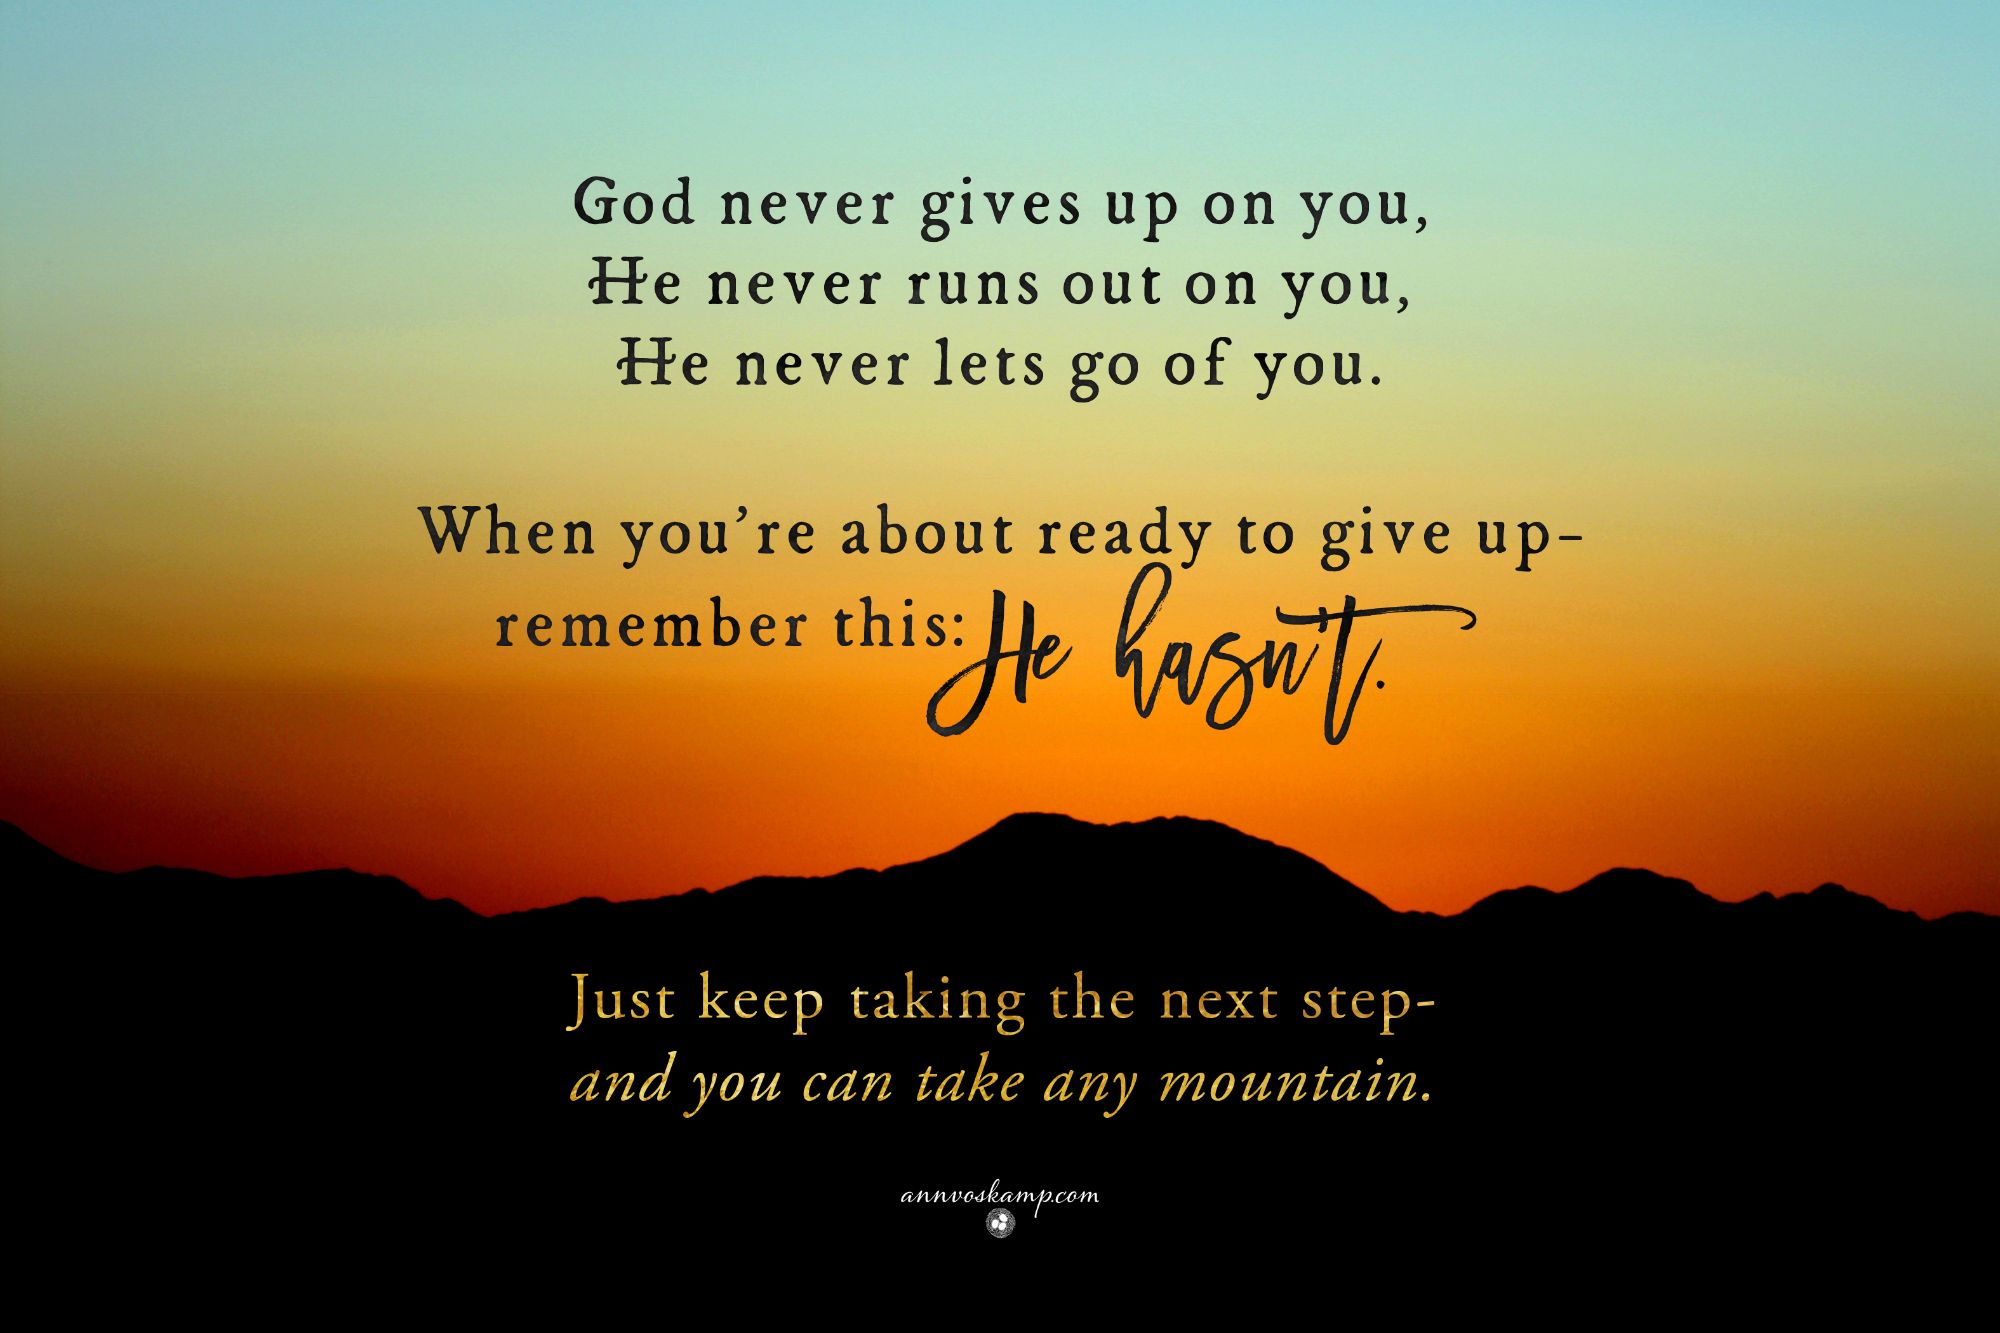 God never gives up on you,
He never runs out on you,
He never lets go of you.
When you're about ready to give up-
remember this: He hasn't.
Just keep taking the next step-
and you can take any mountain.
annvoskamp.com